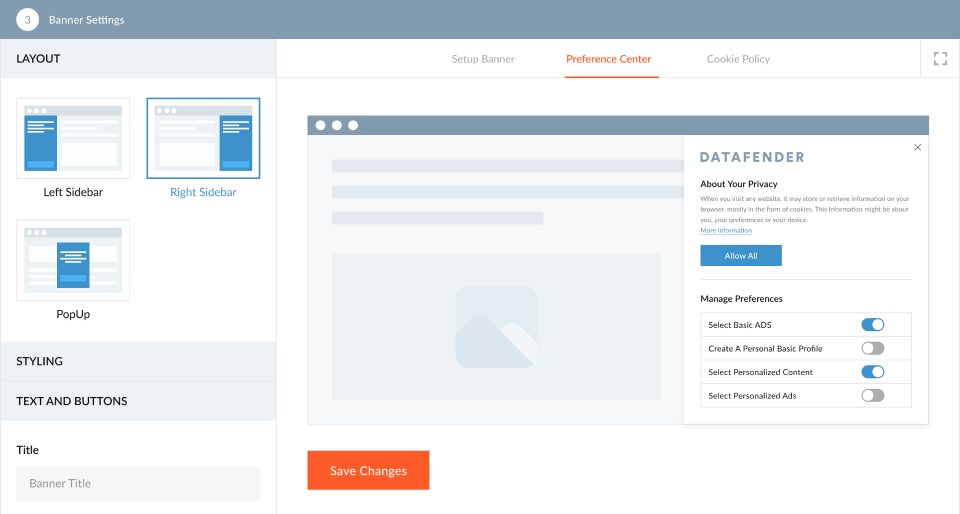 3 Banner Settings
LAYOUT
Left Sidebar
Right Sidebar
PopUp
STYLING
TEXT AND BUTTONS
Title
Banner Title
Setup Banner
Preference Center
Cookie Policy
DATAFENDER
About Your Privacy
When you visit any website, it may store or retrieve information on your
browser, mostly in the form of cookies. This information might be about
you, your preferences or your device.
More Information
Allow All
Manage Preferences
Select Basic ADS
Create A Personal Basic Profile
Select Personalized Content
Select Personalized Ads
Save Changes